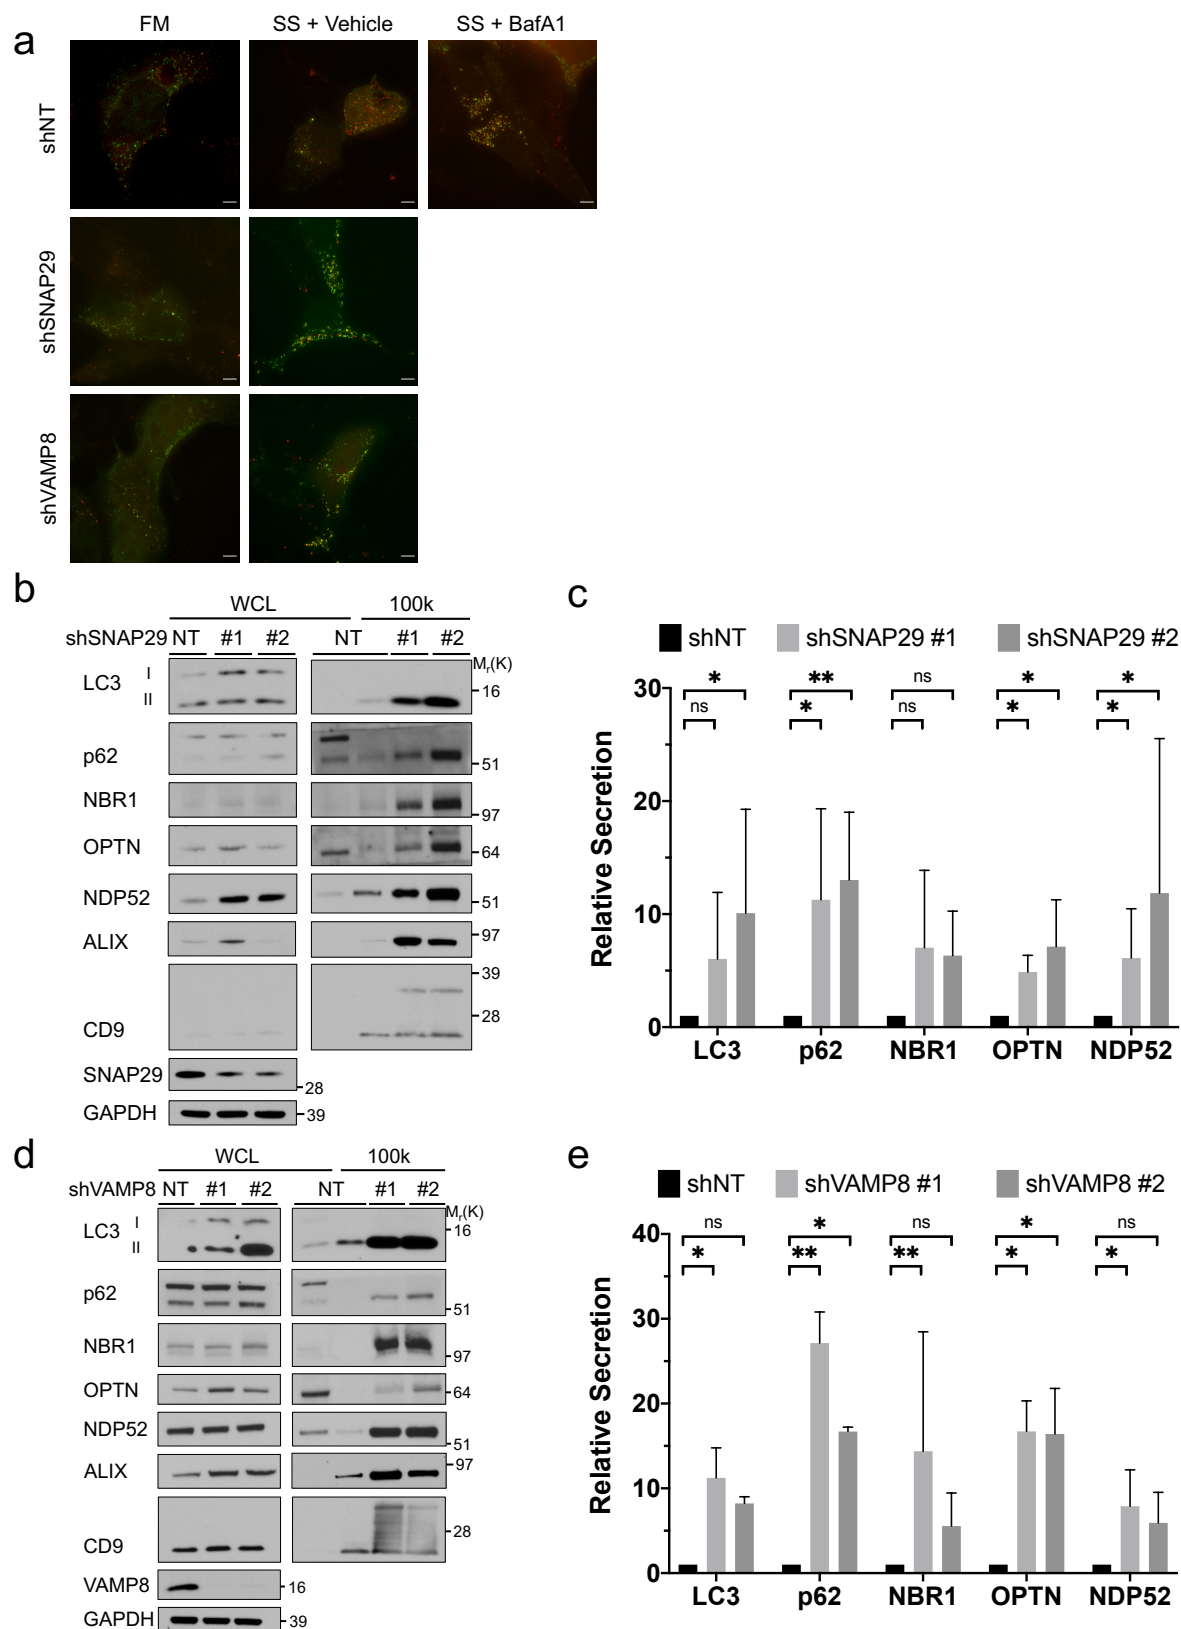 a
FM SS + Vehicle SS + BafA1
shNT
shSNAP29
shVAMP8
b
WCL 100k
shSNAP29 NT #1 #2 NT #1 #2
Mr(K)
LC3 I 16
II
p62 51
NBR1 97
OPTN 64
NDP52 51
ALIX 97
39
28
CD9
SNAP29 28
GAPDH 39
c
shNT shSNAP29 #1 shSNAP29 #2
Relative Secretion
30
20
10
0
* ** ns * *
ns * ns * *
LC3 p62 NBR1 OPTN NDP52
d
WCL 100k
shVAMP8 NT #1 #2 NT #1 #2
Mr(K)
LC3 I 16
II
p62 51
NBR1 97
OPTN 64
NDP52 51
ALIX 97
28
CD9
VAMP8 16
GAPDH 39
e
shNT shVAMP8 #1 shVAMP8 #2
Relative Secretion
40
30
20
10
0
ns * ns * ns
* ** ** * *
LC3 p62 NBR1 OPTN NDP52